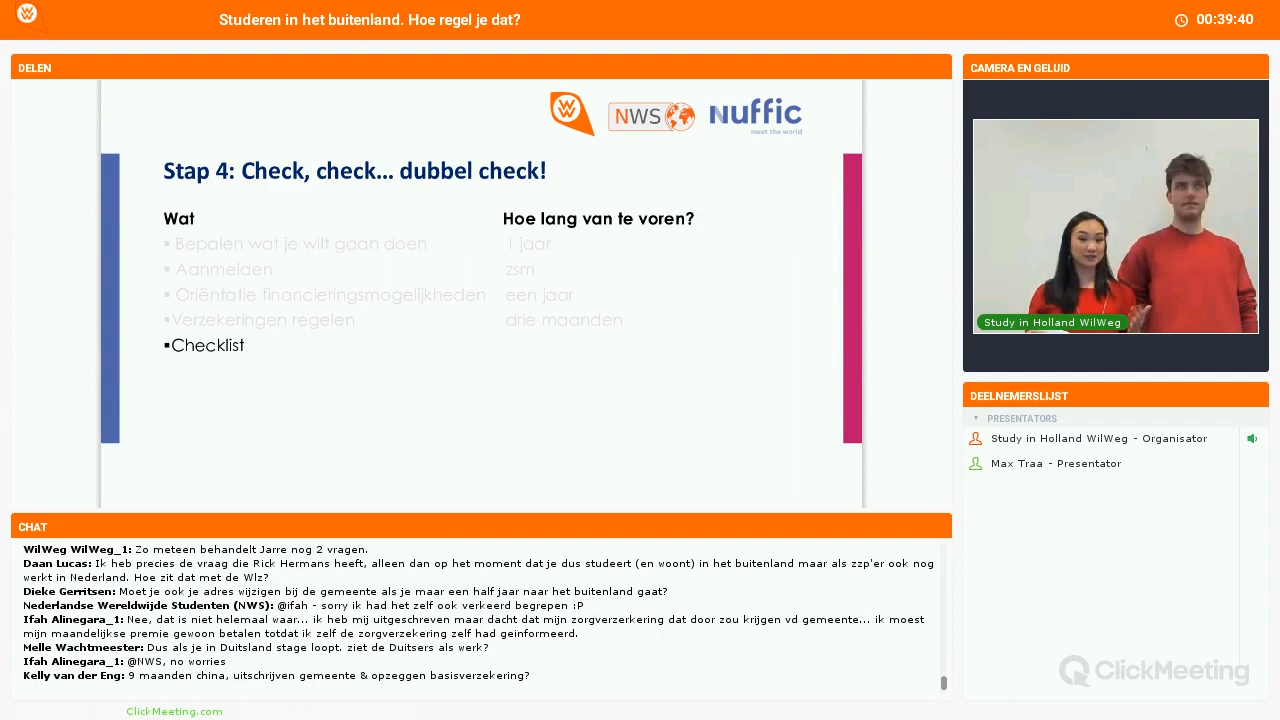 Studeren in het buitenland. Hoe regel je dat?
00:39:40
DELEN
NWS
nuffic
meet the world
Stap 4: Check, check... dubbel check!
Wat Hoe lang van te voren?
▪ Bepalen wat je wilt gaan doen 1 jaar
▪ Aanmelden zsm
▪ Oriëntatie financieringsmogelijkheden een jaar
▪Verzekeringen regelen drie maanden
▪Checklist
CAMERA EN GELUID
Study in Holland WilWeg
DEELNEMERSLIJST
PRESENTATORS
Study in Holland WilWeg - Organisator
Max Traa - Presentator
CHAT
WilWeg WilWeg_1: Zo meteen behandelt Jarre nog 2 vragen.
Daan Lucas: Ik heb precies de vraag die Rick Hermans heeft, alleen dan op het moment dat je dus studeert (en woont) in het buitenland maar als zzp'er ook nog
werkt in Nederland. Hoe zit dat met de Wlz?
Dieke Gerritsen: Moet je ook je adres wijzigen bij de gemeente als je maar een half jaar naar het buitenland gaat?
Nederlandse Wereldwijde Studenten (NWS): @ifah - sorry ik had het zelf ook verkeerd begrepen :P
Ifah Alinegara_1: Nee, dat is niet helemaal waar... ik heb mij uitgeschreven maar dacht dat mijn zorgverzerkering dat door zou krijgen vd gemeente... ik moest
mijn maandelijkse premie gewoon betalen totdat ik zelf de zorgverzekering zelf had geinformeerd.
Melle Wachtmeester: Dus als je in Duitsland stage loopt. ziet de Duitsers als werk?
Ifah Alinegara_1: @NWS, no worries
Kelly van der Eng: 9 maanden china, uitschrijven gemeente & opzeggen basisverzekering?
ClickMeeting
ClickMeeting.com